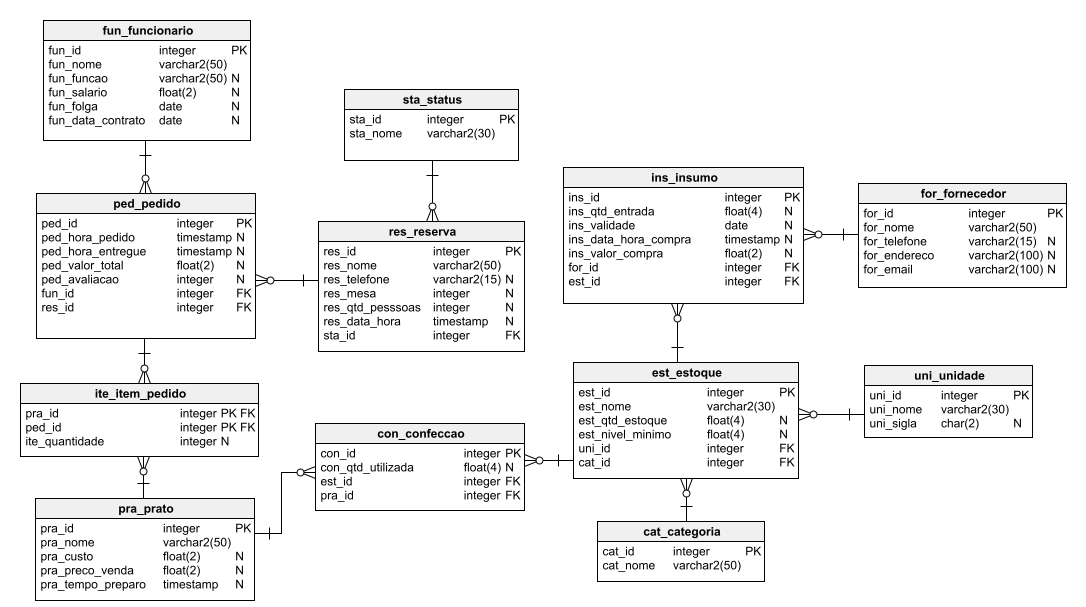 fun_funcionario
fun_id integer PK
fun_nome varchar2(50)
fun_funcao varchar2(50) N
fun_salario float(2) N
fun_folga date N
fun_data_contrato date N
sta_status
sta_id integer PK
sta_nome varchar2(30)
ins_insumo
ins_id integer PK
ins_qtd_entrada float(4) N
ins_validade date N
ins_data_hora_compra timestamp N
ins_valor_compra float(2) N
for_id integer FK
est_id integer FK
for_fornecedor
for_id integer PK
for_nome varchar2(50)
for_telefone varchar2(15) N
for_endereco varchar2(100) N
for_email varchar2(100) N
ped_pedido
ped_id integer PK
ped_hora_pedido timestamp N
ped_hora_entregue timestamp N
ped_valor_total float(2) N
ped_avaliacao integer N
fun_id integer FK
res_id integer FK
res_reserva
res_id integer PK
res_nome varchar2(50)
res_telefone varchar2(15) N
res_mesa integer N
res_qtd_pesssoas integer N
res_data_hora timestamp N
sta_id integer FK
est_estoque
est_id integer PK
est_nome varchar2(30)
est_qtd_estoque float(4) N
est_nivel_minimo float(4) N
uni_id integer FK
cat_id integer FK
uni_unidade
uni_id integer PK
uni_nome varchar2(30)
uni_sigla char(2) N
ite_item_pedido
pra_id integer PK FK
ped_id integer PK FK
ite_quantidade integer N
con_confeccao
con_id integer PK
con_qtd_utilizada float(4) N
est_id integer FK
pra_id integer FK
pra_prato
pra_id integer PK
pra_nome varchar2(50)
pra_custo float(2) N
pra_preco_venda float(2) N
pra_tempo_preparo timestamp N
cat_categoria
cat_id integer PK
cat_nome varchar2(50)